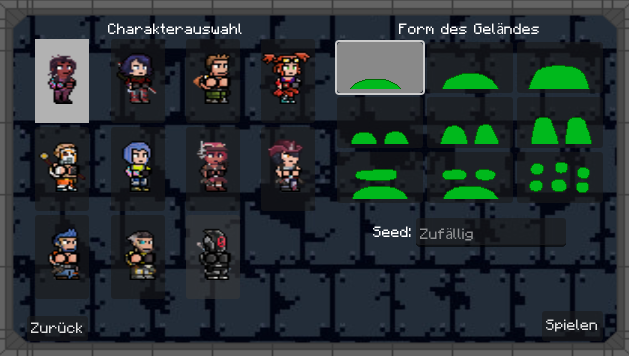 Charakterauswahl
Form des Geländes
Seed: Zufällig
Zurück
Spielen